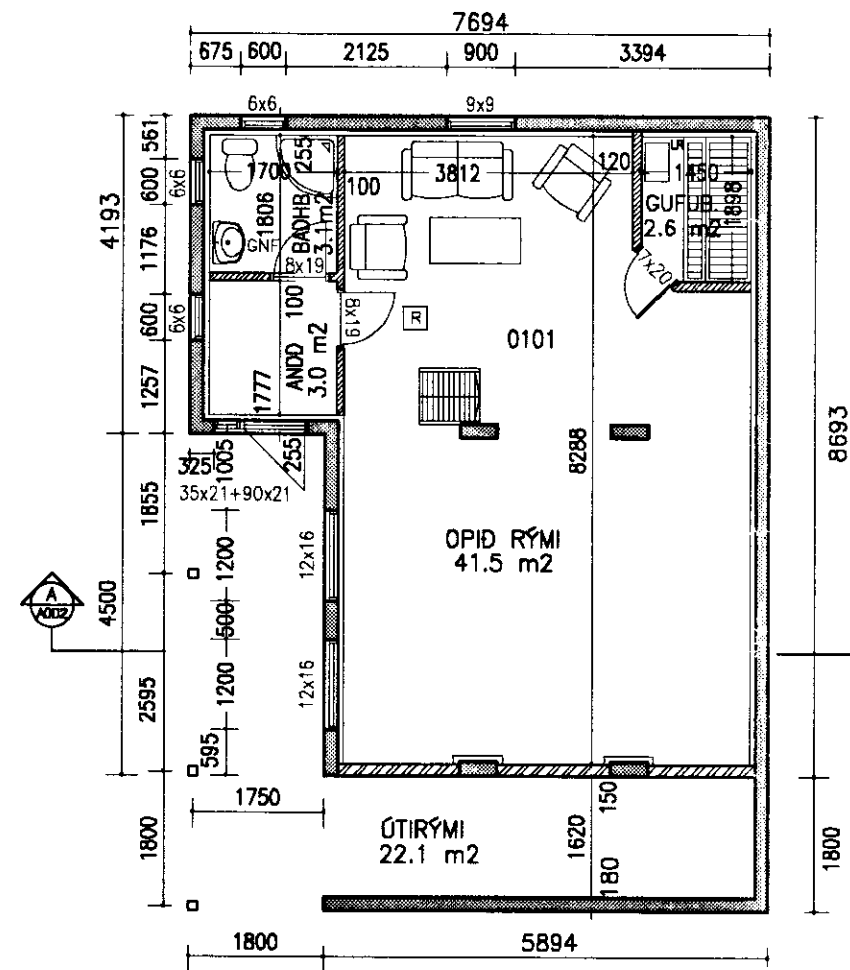 7694
675 600 2125 900 3394
6x6 9x9
561
600
1176
600
1257
4193
6x6
6x6
1700
255
1806
BAÐHB.
3.1 m2
GNF
8x19
100
3812
120
1450
GUFUB.
2.6 m2
1898
7x20
100
ANDD
3.0 m2
1777
8x19
R
0101
8288
8693
325
1005
255
35x21+90x21
1855
4500
1200
12x16
OPIÐ RÝMI
41.5 m2
A
A002
500
2595
1200
12x16
595
1750
1800
ÚTIRÝMI
22.1 m2
1620
150
180
1800
1800 5894